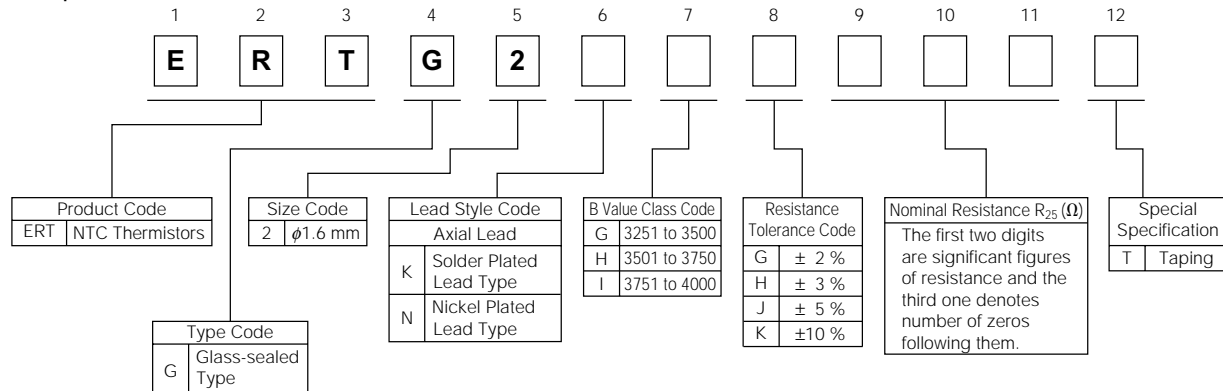 1 2 3 4 5 6 7 8 9 10 11 12
E R T G 2
Product Code
ERT NTC Thermistors
Size Code
2 ϕ1.6 mm
Lead Style Code
Axial Lead
K Solder Plated
Lead Type
N Nickel Plated
Lead Type
B Value Class Code
G 3251 to 3500
H 3501 to 3750
I 3751 to 4000
Resistance
Tolerance Code
G ± 2 %
H ± 3 %
J ± 5 %
K ±10 %
Nominal Resistance R25 (Ω)
The first two digits
are significant figures
of resistance and the
third one denotes
number of zeros
following them.
Special
Specification
T Taping
Type Code
G Glass-sealed
Type